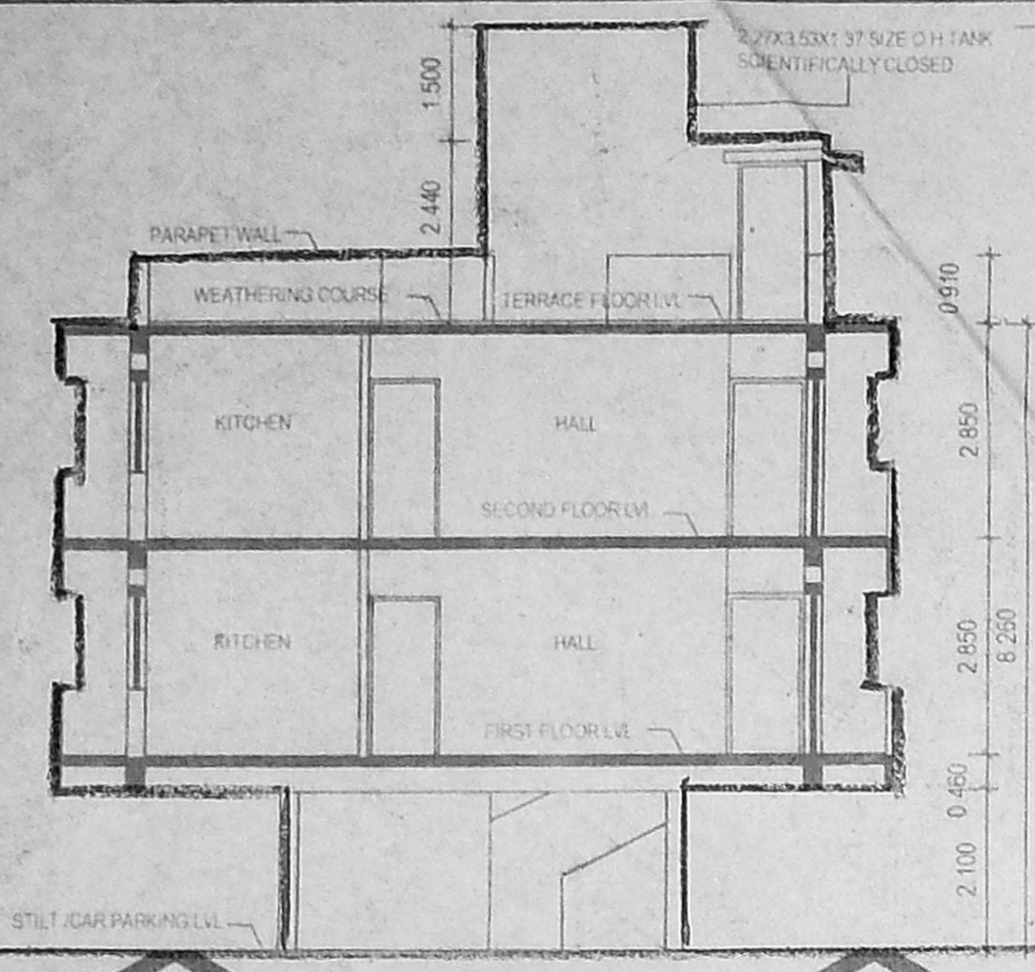 2.27X3.53X1.37 SIZE O H TANK
SCIENTIFICALLY CLOSED
1.500
2.440
PARAPET WALL
WEATHERING COURSE
TERRACE FLOOR LVL
0.910
KITCHEN
HALL
2.850
SECOND FLOOR LVL
KITCHEN
HALL
2.850
8.260
FIRST FLOOR LVL
0.460
2.100
STILT /CAR PARKING LVL